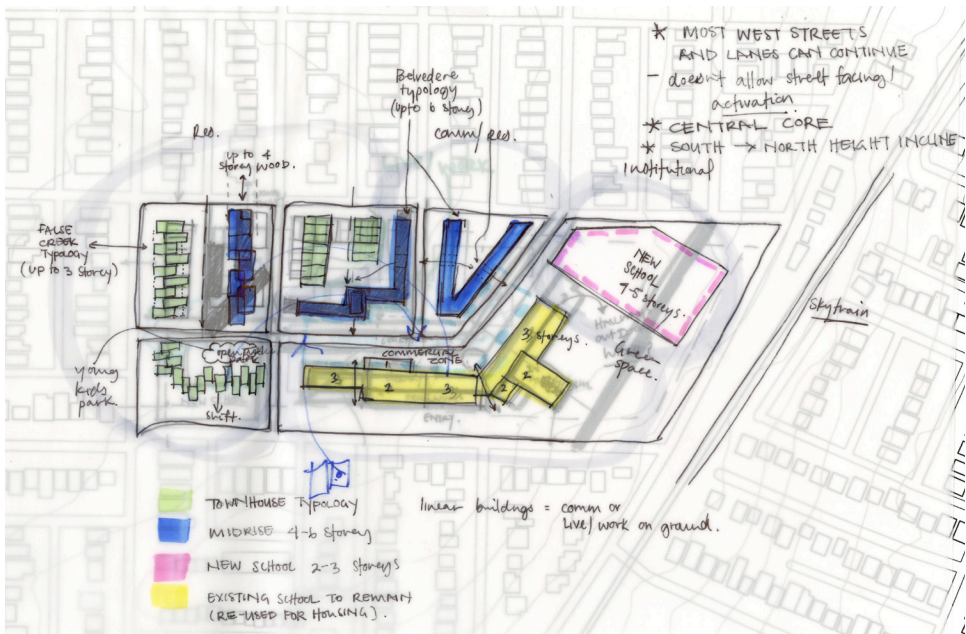 * MOST WEST STREETS
AND LANES CAN CONTINUE
- doesn't allow street facing/
activation
* CENTRAL CORE
* SOUTH → NORTH HEIGHT INCLINE
Institutional
Belvedere
typology
(up to 6 storey)
comm/ Res.
Res.
up to 4
storey WOOD.
FALSE
CREEK
TYPOLOGY
(UP TO 3 STOREY)
NEW
SCHOOL
4-5 STOREYS.
Skytrain
3 Storeys.
Green
space.
COMMERCIAL ZONE
3
2
3
2
2
ENTRY.
young
kids
park
park
shift.
TOWNHOUSE TYPOLOGY
MIDRISE 4-6 Storey
NEW SCHOOL 2-3 Storeys
EXISTING SCHOOL TO REMAIN
(RE-USED FOR HOUSING).
linear buildings = comm or
Live/work on ground.